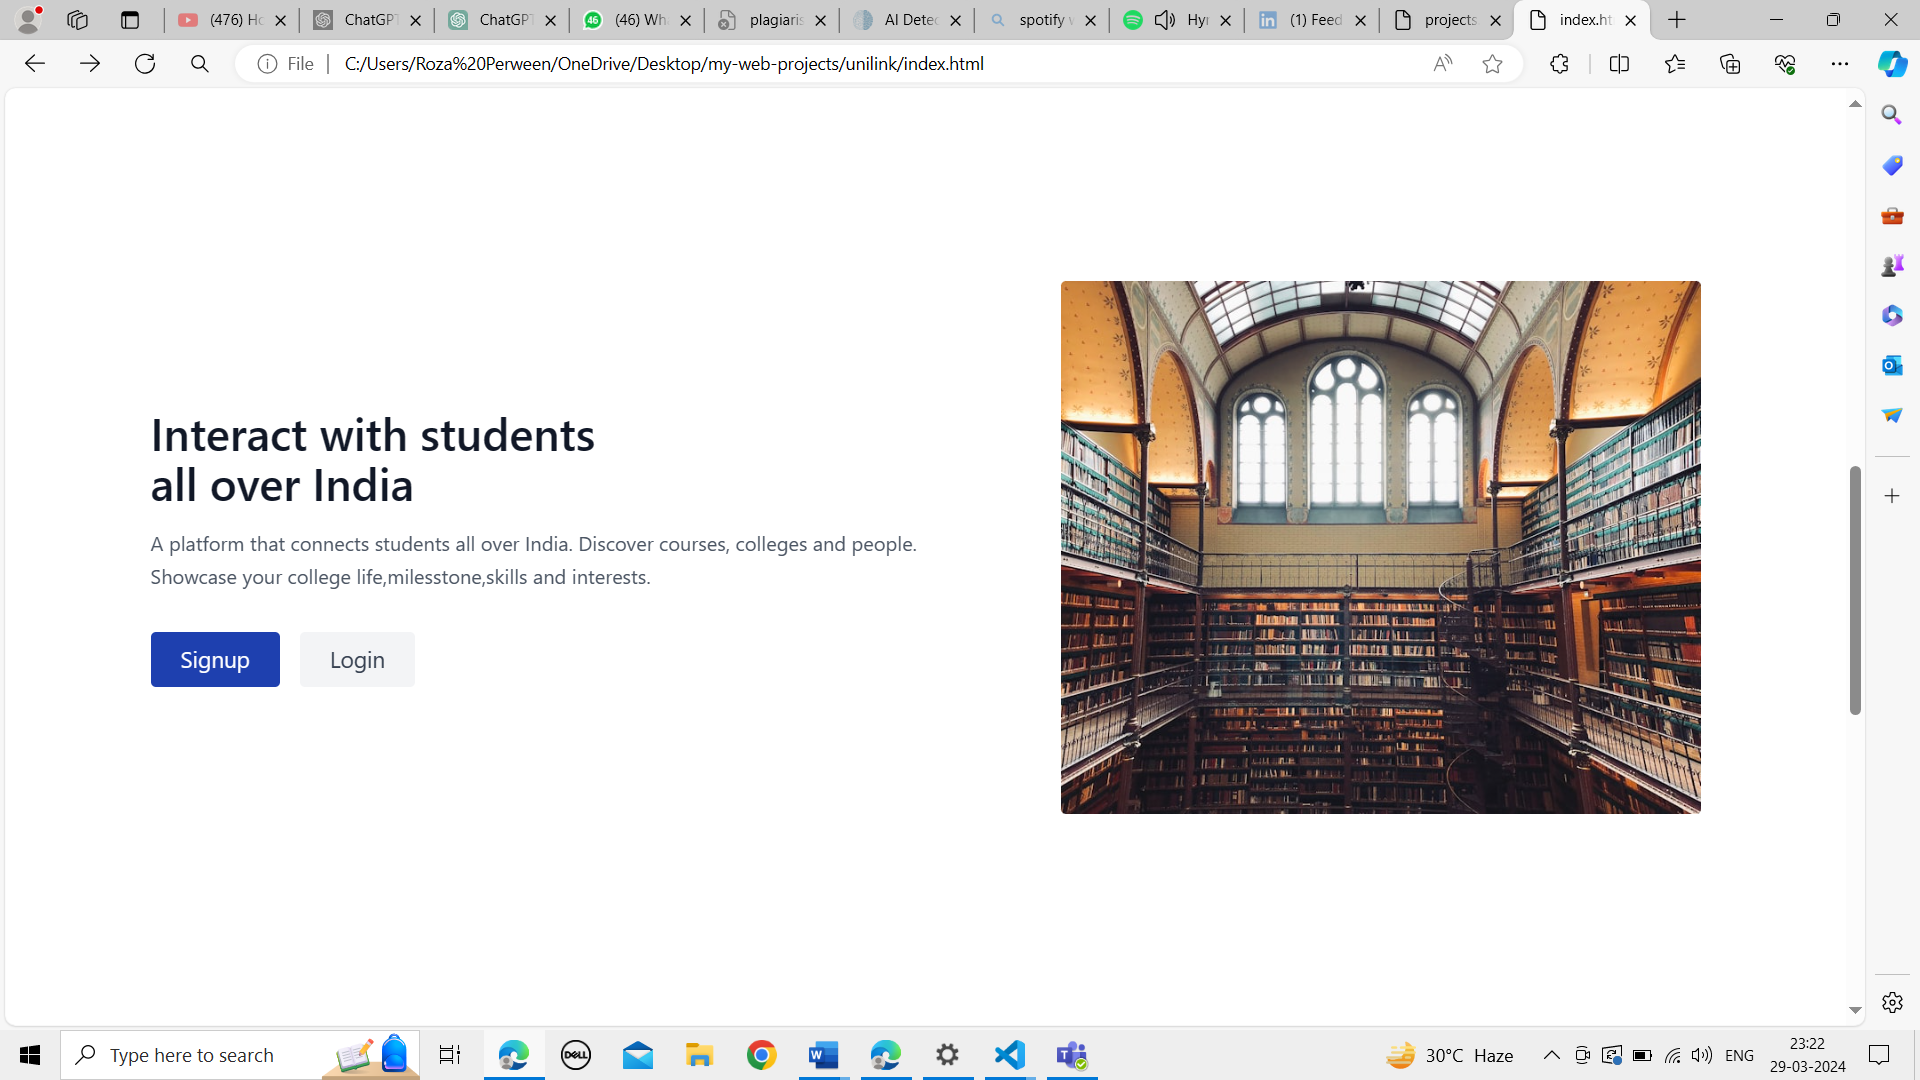 (476) Ho
ChatGPT
ChatGPT
(46) Wha
plagiaris
AI Detec
spotify w
Hyr
(1) Feed
projects
index.ht
File
C:/Users/Roza%20Perween/OneDrive/Desktop/my-web-projects/unilink/index.html
Interact with students
all over India
A platform that connects students all over India. Discover courses, colleges and people.
Showcase your college life,milesstone,skills and interests.
Signup
Login
Type here to search
DELL
30°C Haze
ENG
23:22
29-03-2024